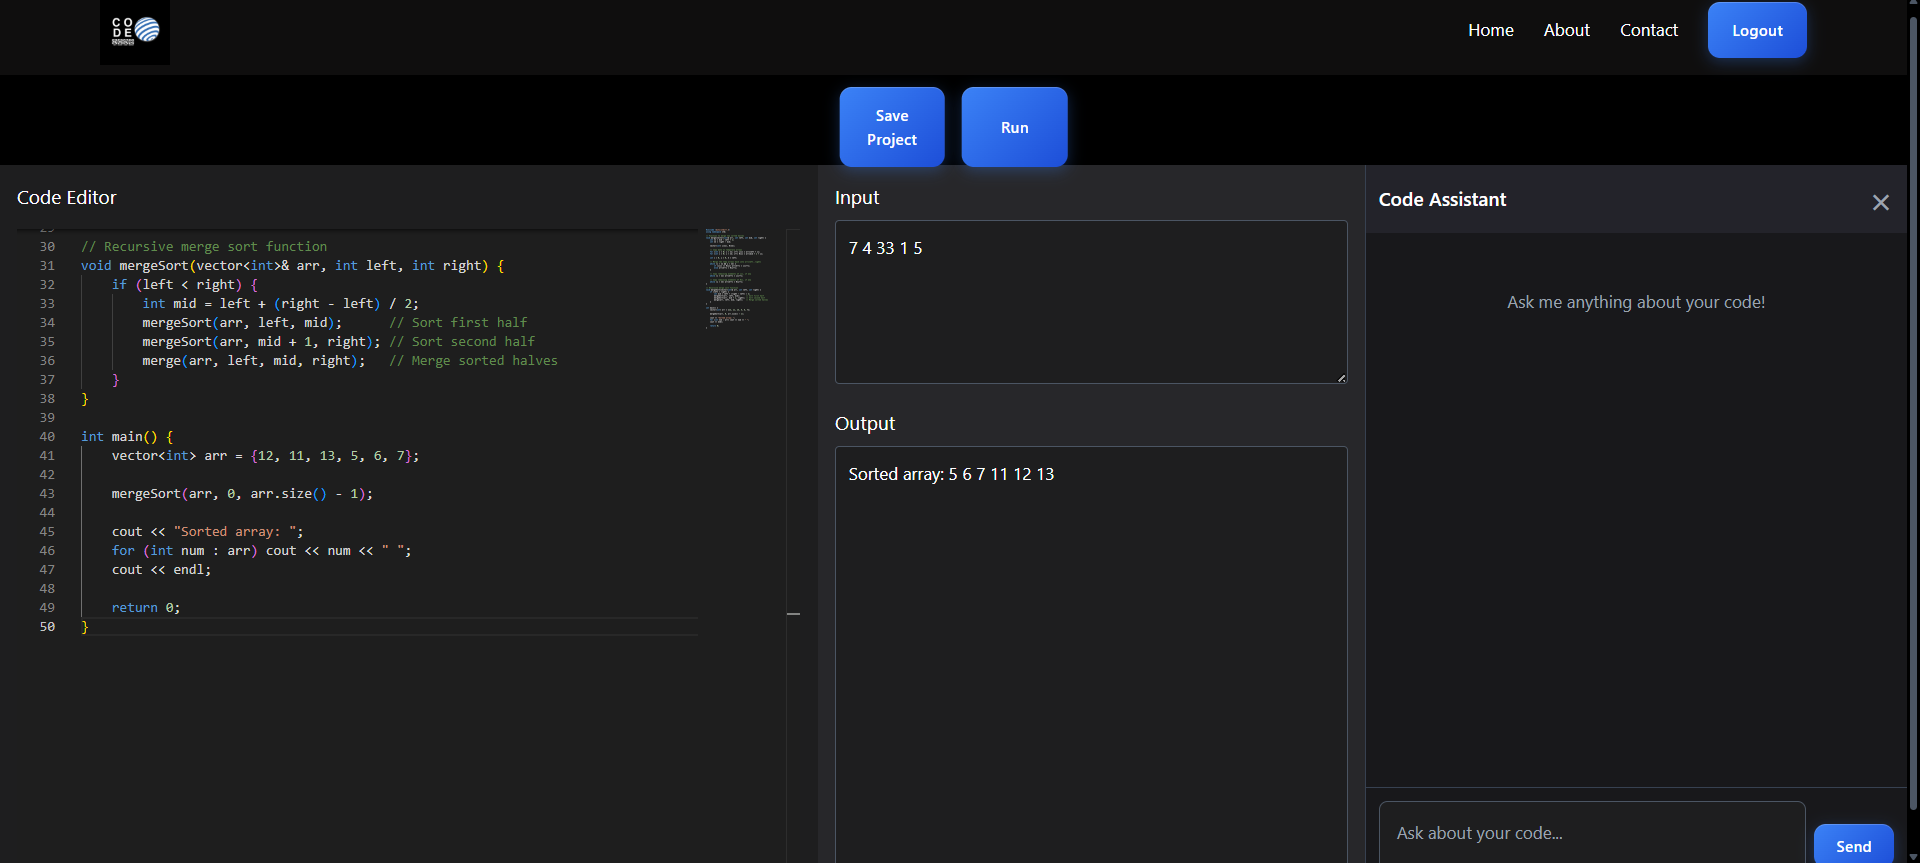 CO
DE
Home About Contact Logout
Save
Project
Run
Code Editor
30 // Recursive merge sort function
31 void mergeSort(vector<int>& arr, int left, int right) {
32 if (left < right) {
33 int mid = left + (right - left) / 2;
34 mergeSort(arr, left, mid); // Sort first half
35 mergeSort(arr, mid + 1, right); // Sort second half
36 merge(arr, left, mid, right); // Merge sorted halves
37 }
38 }
39
40 int main() {
41 vector<int> arr = {12, 11, 13, 5, 6, 7};
42
43 mergeSort(arr, 0, arr.size() - 1);
44
45 cout << "Sorted array: ";
46 for (int num : arr) cout << num << " ";
47 cout << endl;
48
49 return 0;
50 }
Input
7 4 33 1 5
Output
Sorted array: 5 6 7 11 12 13
Code Assistant
Ask me anything about your code!
Ask about your code...
Send